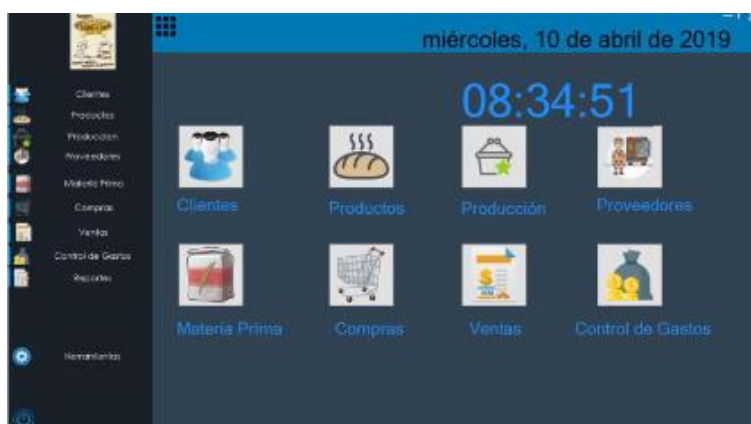 miércoles, 10 de abril de 2019
08:34:51
Clientes
Productos
Produccion
Proveedores
Materia Prima
Compras
Ventas
Control de Gastos
Reportes
Herramientas
Clientes
Productos
Producción
Proveedores
Materia Prima
Compras
Ventas
Control de Gastos